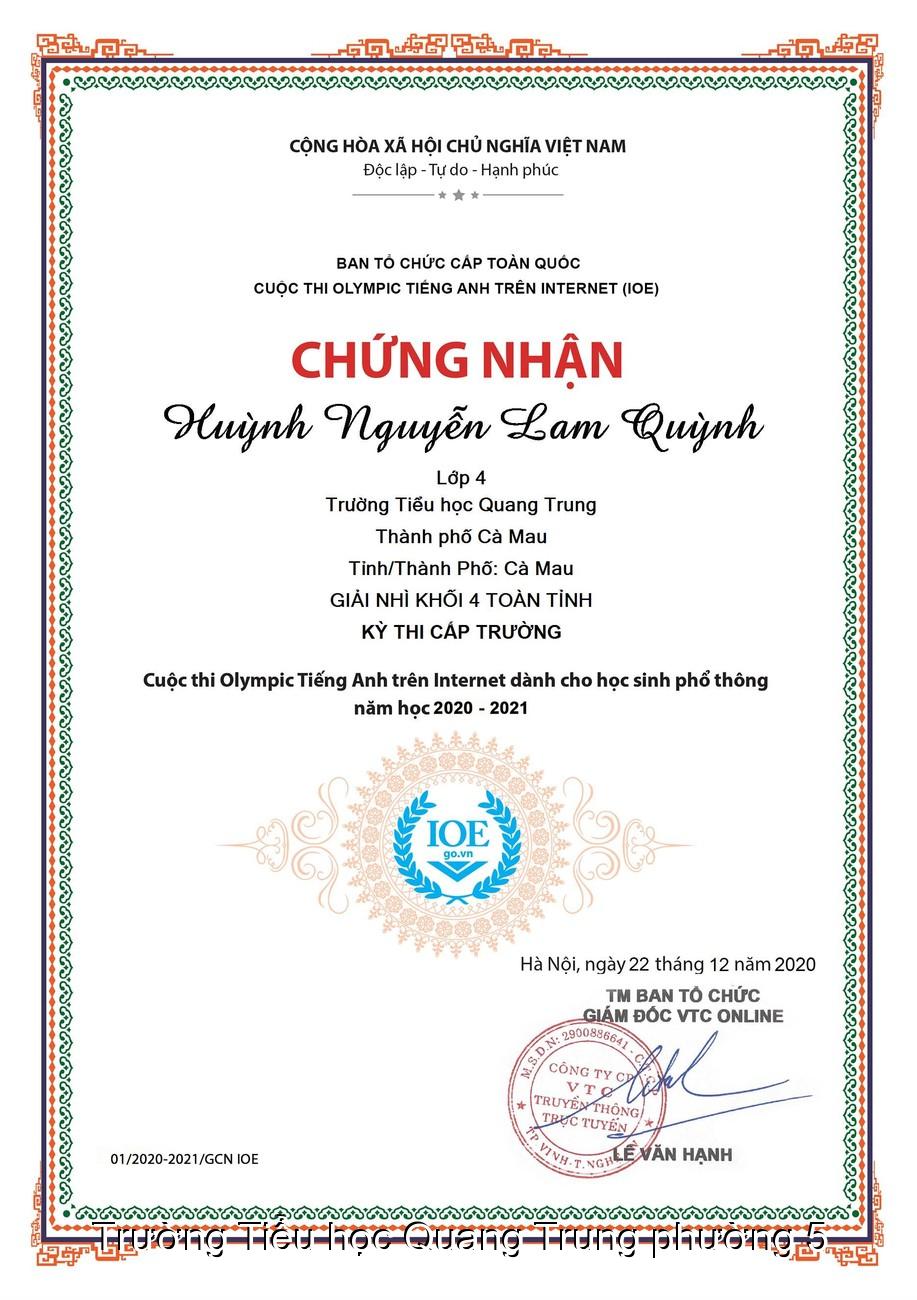 CỘNG HÒA XÃ HỘI CHỦ NGHĨA VIỆT NAM
Độc lập - Tự do - Hạnh phúc
BAN TỔ CHỨC CẤP TOÀN QUỐC
CUỘC THI OLYMPIC TIẾNG ANH TRÊN INTERNET (IOE)
CHỨNG NHẬN
Huỳnh Nguyễn Lam Quỳnh
Lớp 4
Trường Tiểu học Quang Trung
Thành phố Cà Mau
Tỉnh/Thành Phố: Cà Mau
GIẢI NHÌ KHỐI 4 TOÀN TỈNH
KỲ THI CẤP TRƯỜNG
Cuộc thi Olympic Tiếng Anh trên Internet dành cho học sinh phổ thông
năm học 2020 - 2021
IOE
go.vn
Hà Nội, ngày 22 tháng 12 năm 2020
TM BAN TỔ CHỨC
GIÁM ĐỐC VTC ONLINE
M.S.D.N: 2900886641 - C.T.C.P
CÔNG TY CP
VTC
TRUYỀN THÔNG
TRỰC TUYẾN
TP VINH-T.NGHỆ AN
LÊ VĂN HẠNH
01/2020-2021/GCN IOE
Trường Tiểu học Quang Trung phường 5